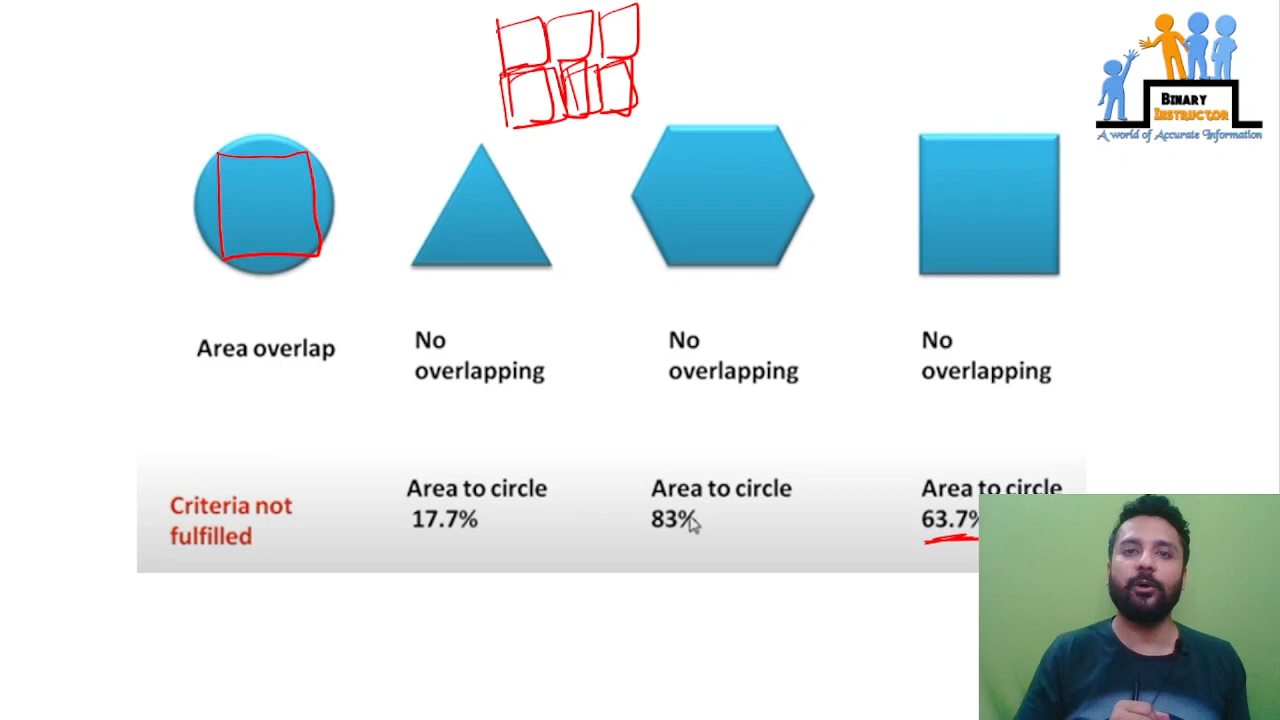 BINARY
INSTRUCTOR
A world of Accurate Information
Area overlap
No
overlapping
No
overlapping
No
overlapping
Criteria not
fulfilled
Area to circle
17.7%
Area to circle
83%
Area to circle
63.7%